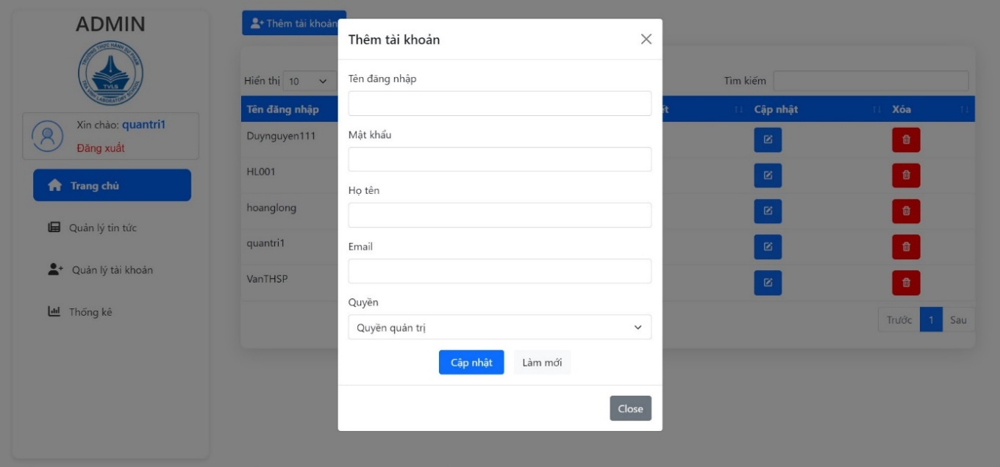 ADMIN
TRƯỜNG THỰC HÀNH SƯ PHẠM
TVLS
TRA VINH LABORATORY SCHOOL
Xin chào: quantri1
Đăng xuất
Trang chủ
Quản lý tin tức
Quản lý tài khoản
Thống kê
Thêm tài khoản
Hiển thị 10
Tìm kiếm
Tên đăng nhập
Cập nhật
Xóa
Duynguyen111
HL001
hoanglong
quantri1
VanTHSP
Trước 1 Sau
Thêm tài khoản
Tên đăng nhập
Mật khẩu
Họ tên
Email
Quyền
Quyền quản trị
Cập nhật Làm mới
Close